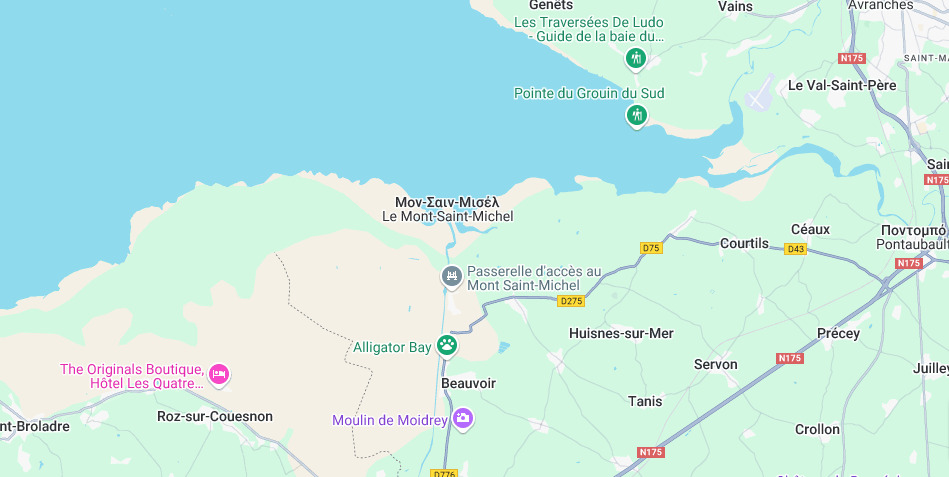 Genêts
Vains
Avranches
Les Traversées De Ludo
- Guide de la baie du…
N175
SAINT-MA
Le Val-Saint-Père
Pointe du Grouin du Sud
Sain
N175
Μον-Σαιν-Μισέλ
Le Mont-Saint-Michel
Céaux
Ποντομπό
Pontaubault
Courtils
D43
D75
N175
Passerelle d'accès au
Mont Saint-Michel
D275
Huisnes-sur-Mer
Précey
Alligator Bay
N175
Servon
Juilley
The Originals Boutique,
Hôtel Les Quatre…
Beauvoir
Tanis
Roz-sur-Couesnon
Moulin de Moidrey
nt-Broladre
Crollon
N175
D776